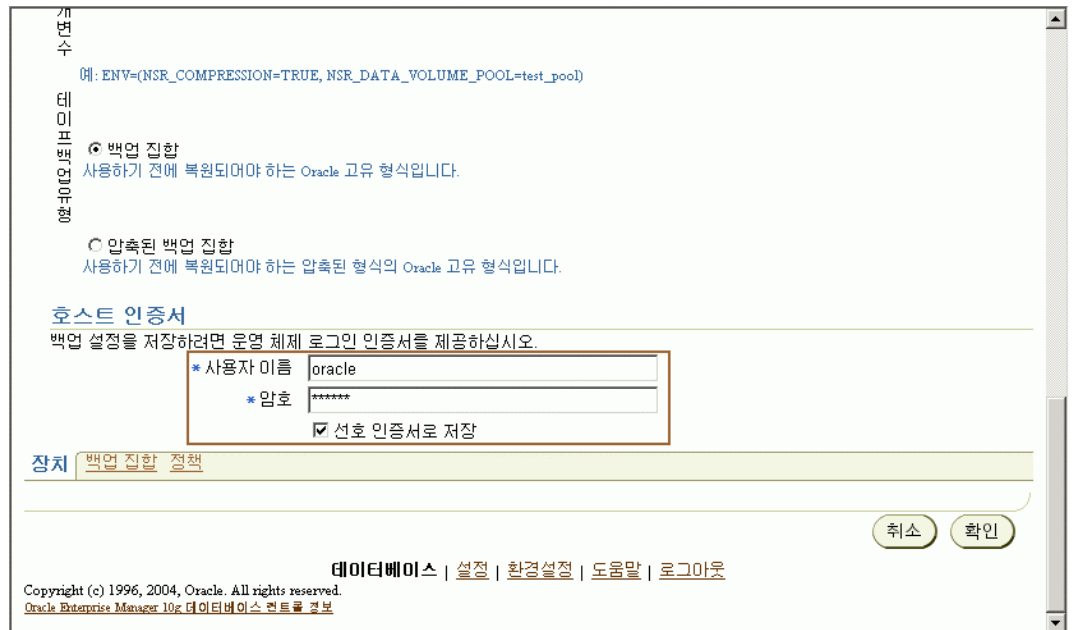 개
변
수
예: ENV=(NSR_COMPRESSION=TRUE, NSR_DATA_VOLUME_POOL=test_pool)
테
이
프
백
업
유
형
백업 집합
사용하기 전에 복원되어야 하는 Oracle 고유 형식입니다.
압축된 백업 집합
사용하기 전에 복원되어야 하는 압축된 형식의 Oracle 고유 형식입니다.
호스트 인증서
백업 설정을 저장하려면 운영 체제 로그인 인증서를 제공하십시오.
* 사용자 이름 oracle
* 암호 ******
선호 인증서로 저장
장치 백업 집합 정책
취소 확인
데이터베이스 | 설정 | 환경설정 | 도움말 | 로그아웃
Copyright (c) 1996, 2004, Oracle. All rights reserved.
Oracle Enterprise Manager 10g 데이터베이스 컨트롤 정보